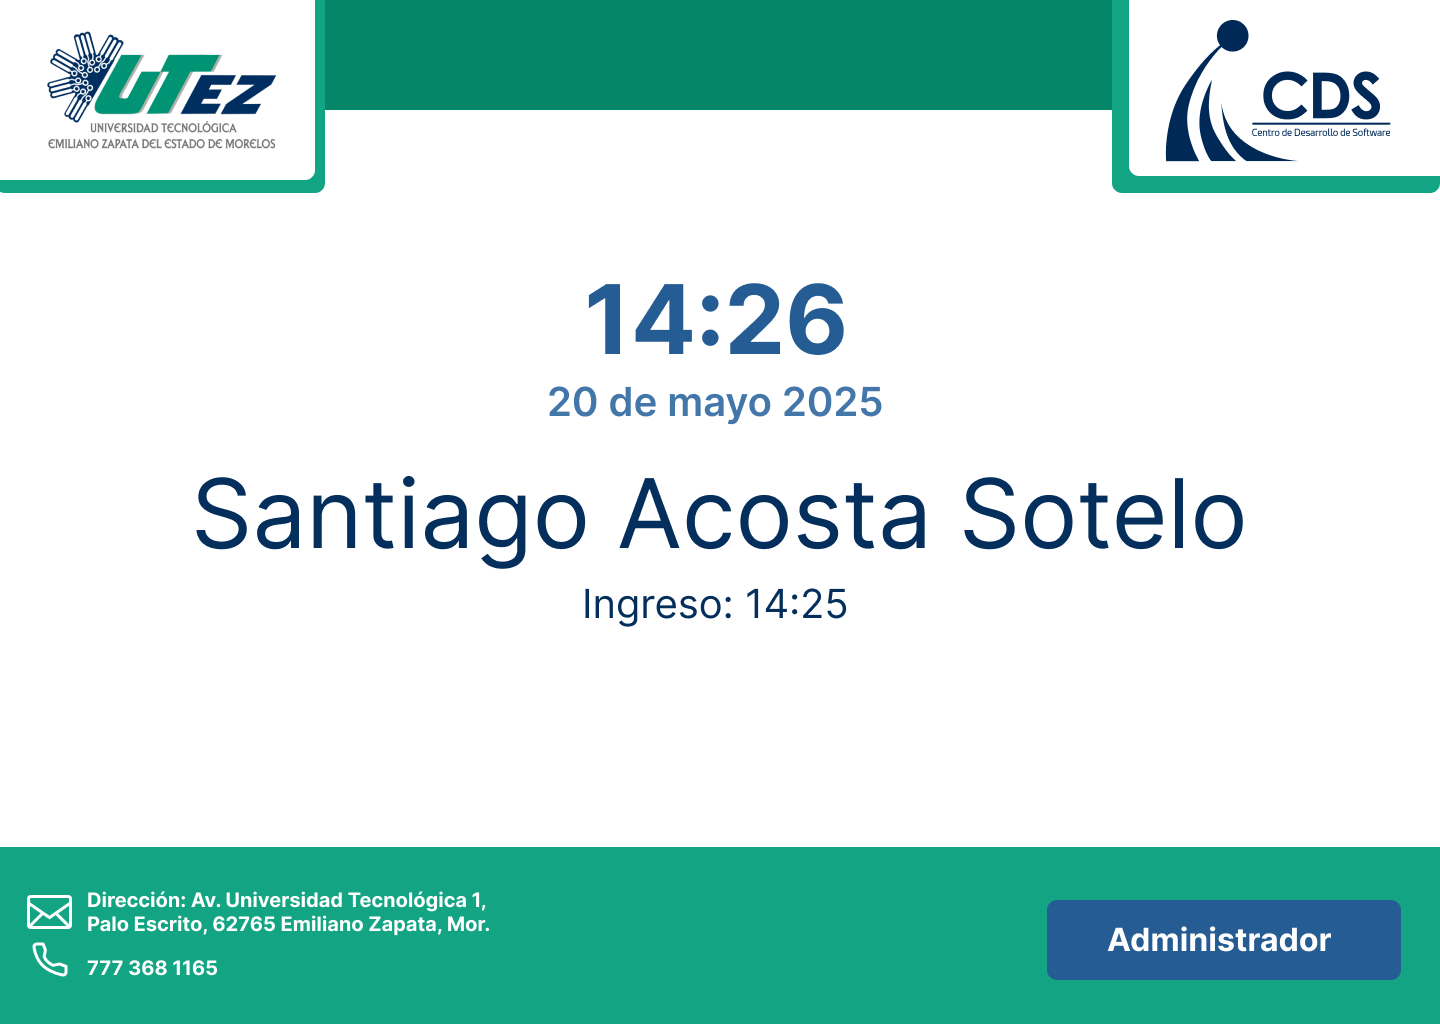 UTEZ
UNIVERSIDAD TECNOLÓGICA
EMILIANO ZAPATA DEL ESTADO DE MORELOS
CDS
Centro de Desarrollo de Software
14:26
20 de mayo 2025
Santiago Acosta Sotelo
Ingreso: 14:25
Dirección: Av. Universidad Tecnológica 1,
Palo Escrito, 62765 Emiliano Zapata, Mor.
777 368 1165
Administrador